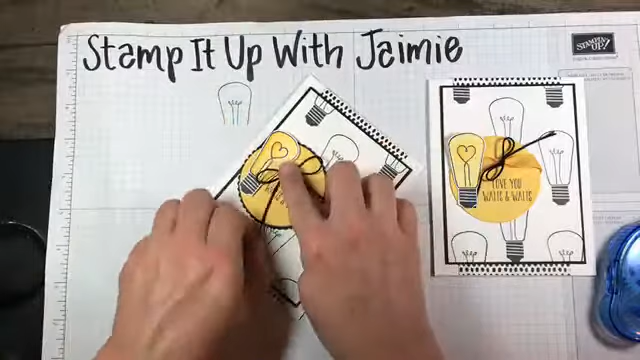 Stamp It Up With Jaimie
STAMPIN' UP!
LOVE YOU
WATTS & WATTS